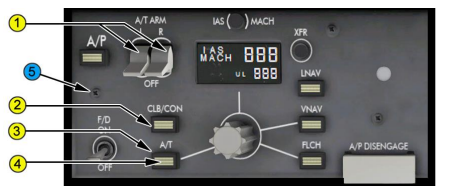 A/T ARM
L R
OFF
IAS MACH
XFR
A/P
IAS
MACH 888
UL 888
LNAV
CLB/CON
VNAV
F/D
ON
OFF
A/T
FLCH
A/P DISENGAGE
1
5
2
3
4